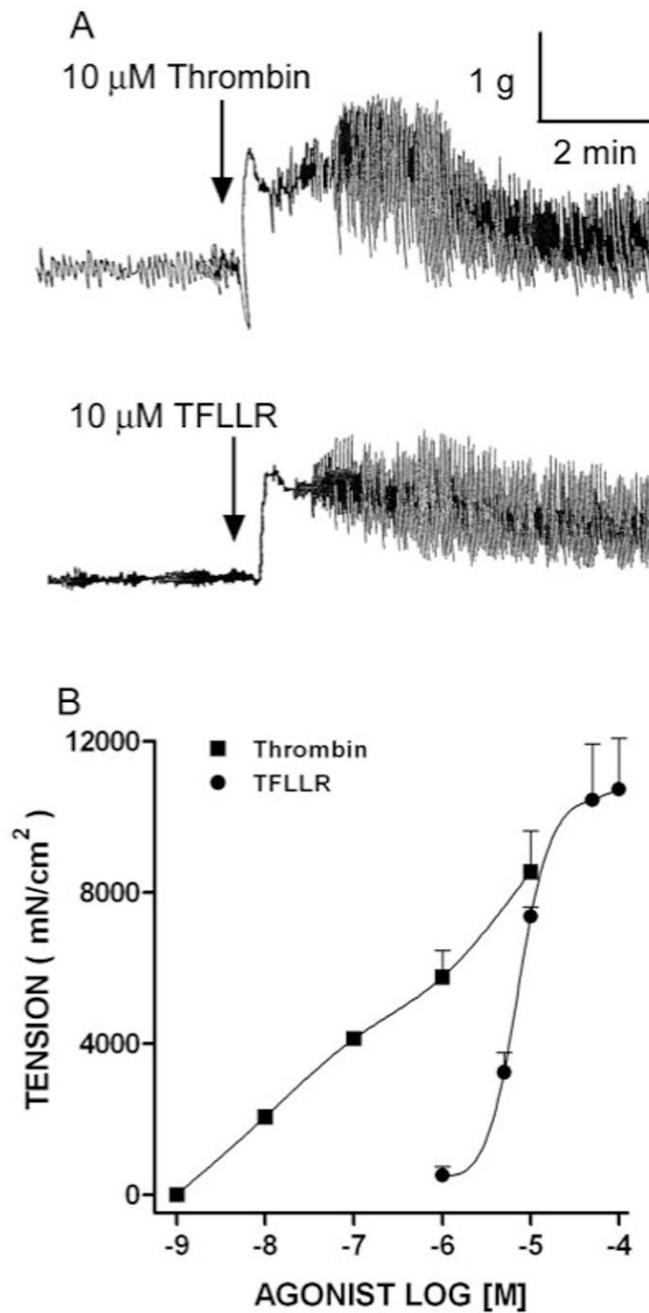 A
10 μM Thrombin
1 g
2 min
10 μM TFLLR
B
12000
8000
4000
0
TENSION ( mN/cm²)
Thrombin
TFLLR
-9 -8 -7 -6 -5 -4
AGONIST LOG [M]